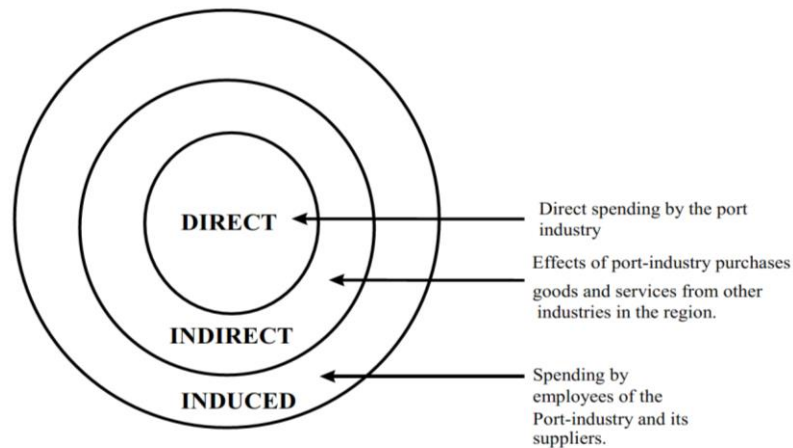 DIRECT
INDIRECT
INDUCED
Direct spending by the port
industry
Effects of port-industry purchases
goods and services from other
industries in the region.
Spending by
employees of the
Port-industry and its
suppliers.